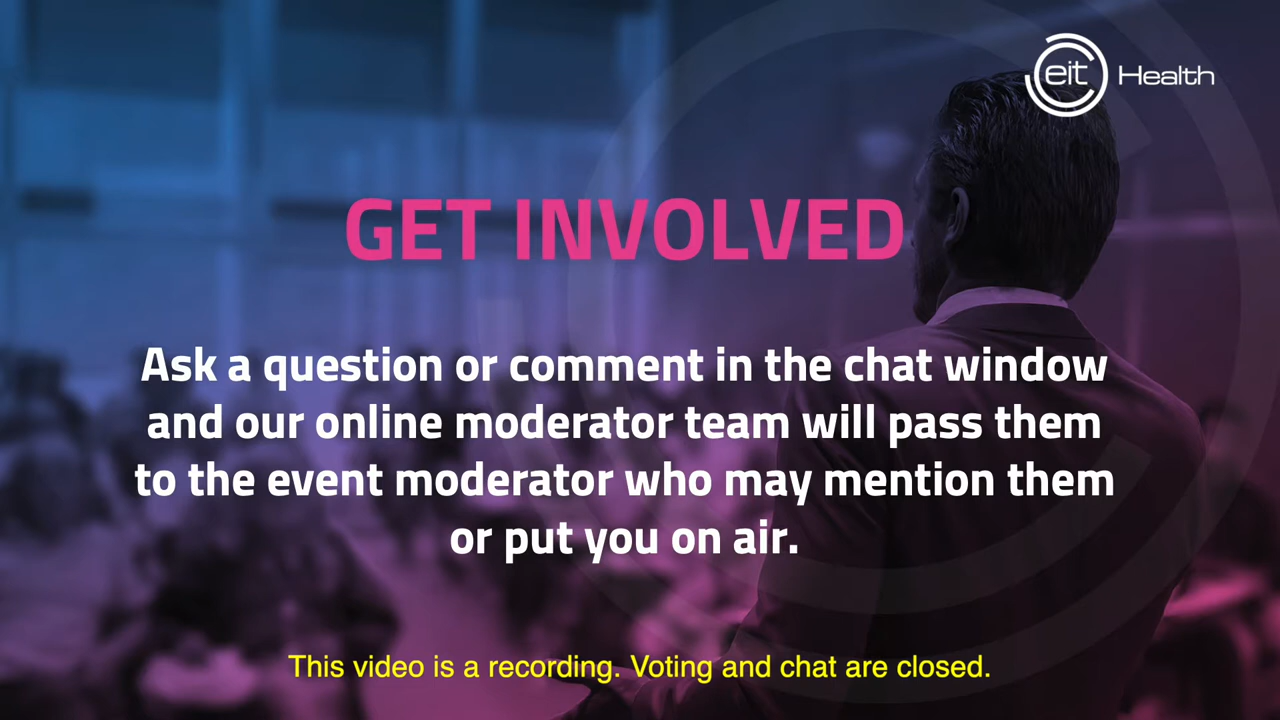 eit Health
GET INVOLVED
Ask a question or comment in the chat window
and our online moderator team will pass them
to the event moderator who may mention them
or put you on air.
This video is a recording. Voting and chat are closed.